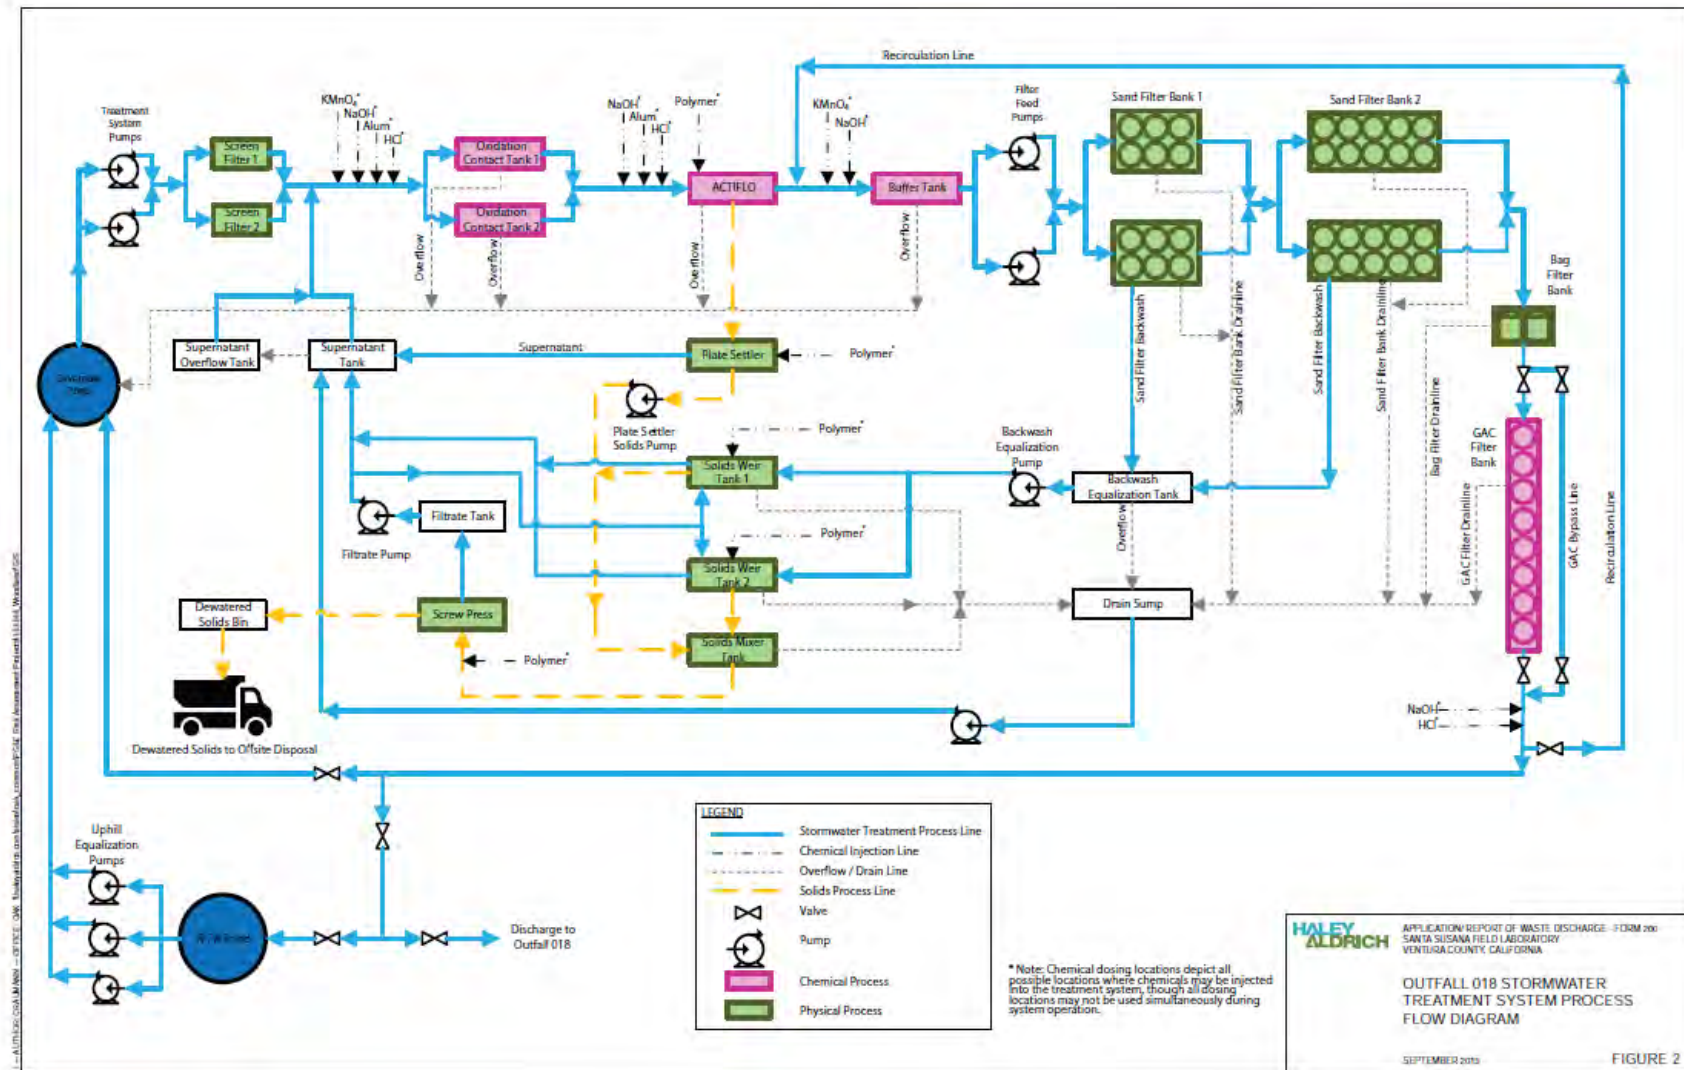 Recirculation Line
Treatment
System
Pumps
Screen
Filter 1
Screen
Filter 2
KMnO₄*
NaOH*
Alum*
HCl*
Oxidation
Contact Tank 1
Oxidation
Contact Tank 2
NaOH*
Alum*
HCl*
Polymer*
ACTIFLO
KMnO₄*
NaOH*
Buffer Tank
Filter
Feed
Pumps
Sand Filter Bank 1
Sand Filter Bank 2
Bag
Filter
Bank
Overflow
Overflow
Overflow
Overflow
Supernatant
Overflow Tank
Supernatant
Tank
Supernatant
Plate Settler
Polymer*
Plate Settler
Solids Pump
Polymer*
Solids Weir
Tank 1
Polymer*
Solids Weir
Tank 2
Solids Mixer
Tank
Backwash
Equalization
Pump
Backwash
Equalization Tank
Overflow
Drain Sump
Sand Filter Backwash
Sand Filter Bank Drainline
Sand Filter Backwash
Sand Filter Bank Drainline
Bag Filter Drainline
GAC Filter Drainline
GAC
Filter
Bank
GAC Bypass Line
Recirculation Line
Filtrate Tank
Filtrate Pump
Screw Press
Polymer*
Dewatered
Solids Bin
Dewatered Solids to Offsite Disposal
NaOH*
HCl*
Uphill
Equalization
Pumps
Discharge to
Outfall 018
LEGEND
Stormwater Treatment Process Line
Chemical Injection Line
Overflow / Drain Line
Solids Process Line
Valve
Pump
Chemical Process
Physical Process
* Note: Chemical dosing locations depict all
possible locations where chemicals may be injected
into the treatment system, though all dosing
locations may not be used simultaneously during
system operation.
HALEY
ALDRICH
APPLICATION/REPORT OF WASTE DISCHARGE - FORM 200
SANTA SUSANA FIELD LABORATORY
VENTURA COUNTY, CALIFORNIA
OUTFALL 018 STORMWATER
TREATMENT SYSTEM PROCESS
FLOW DIAGRAM
SEPTEMBER
FIGURE 2